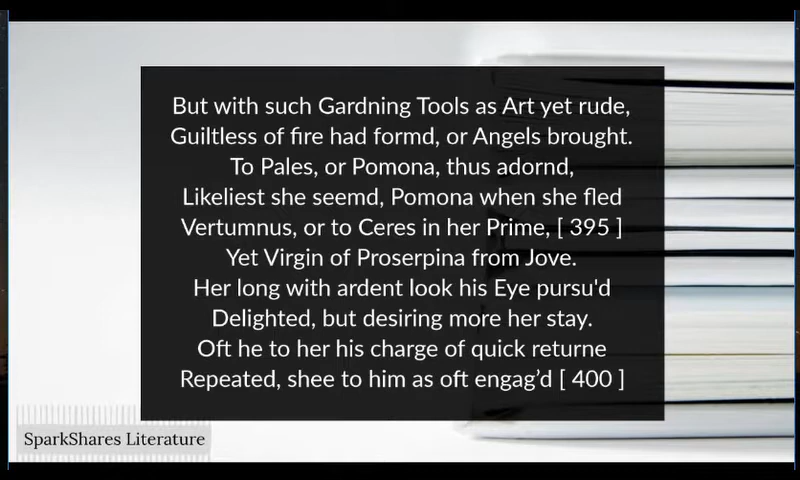 But with such Gardning Tools as Art yet rude,
Guiltless of fire had formd, or Angels brought.
To Pales, or Pomona, thus adornd,
Likeliest she seemd, Pomona when she fled
Vertumnus, or to Ceres in her Prime, [ 395 ]
Yet Virgin of Proserpina from Jove.
Her long with ardent look his Eye pursu'd
Delighted, but desiring more her stay.
Oft he to her his charge of quick returne
Repeated, shee to him as oft engag’d [ 400 ]
SparkShares Literature